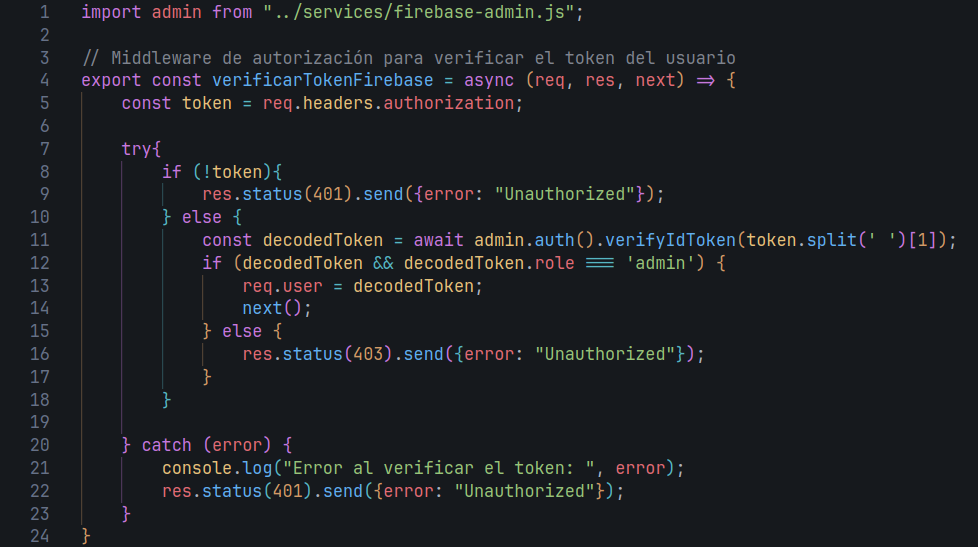 1 import admin from "../services/firebase-admin.js";
2
3 // Middleware de autorización para verificar el token del usuario
4 export const verificarTokenFirebase = async (req, res, next) => {
5 const token = req.headers.authorization;
6
7 try{
8 if (!token){
9 res.status(401).send({error: "Unauthorized"});
10 } else {
11 const decodedToken = await admin.auth().verifyIdToken(token.split(' ')[1]);
12 if (decodedToken && decodedToken.role === 'admin') {
13 req.user = decodedToken;
14 next();
15 } else {
16 res.status(403).send({error: "Unauthorized"});
17 }
18 }
19
20 } catch (error) {
21 console.log("Error al verificar el token: ", error);
22 res.status(401).send({error: "Unauthorized"});
23 }
24 }